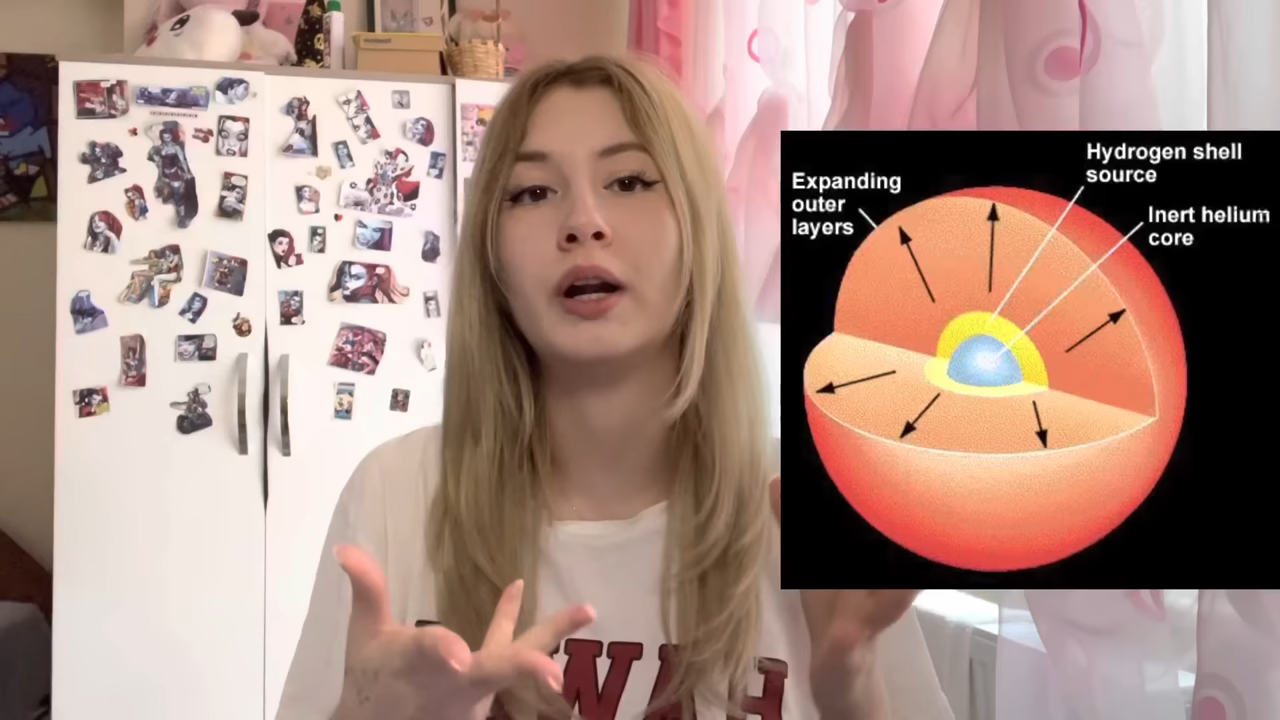 Hydrogen shell
source
Expanding
outer
layers
Inert helium
core